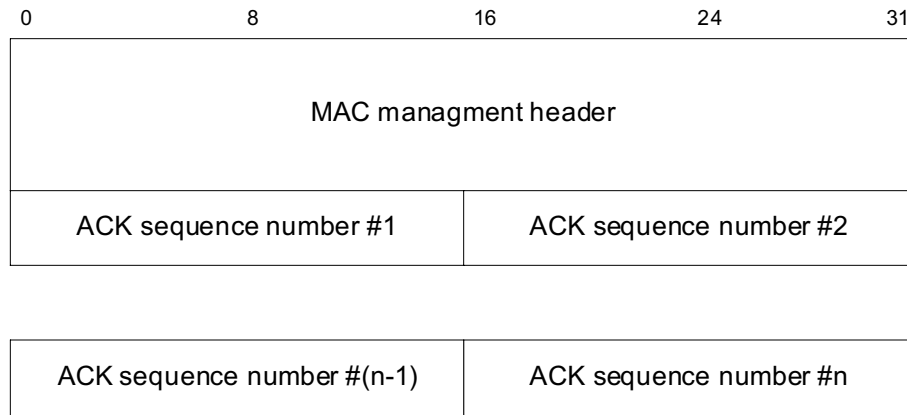 0 8 16 24 31
MAC managment header
ACK sequence number #1 ACK sequence number #2
ACK sequence number #(n-1) ACK sequence number #n